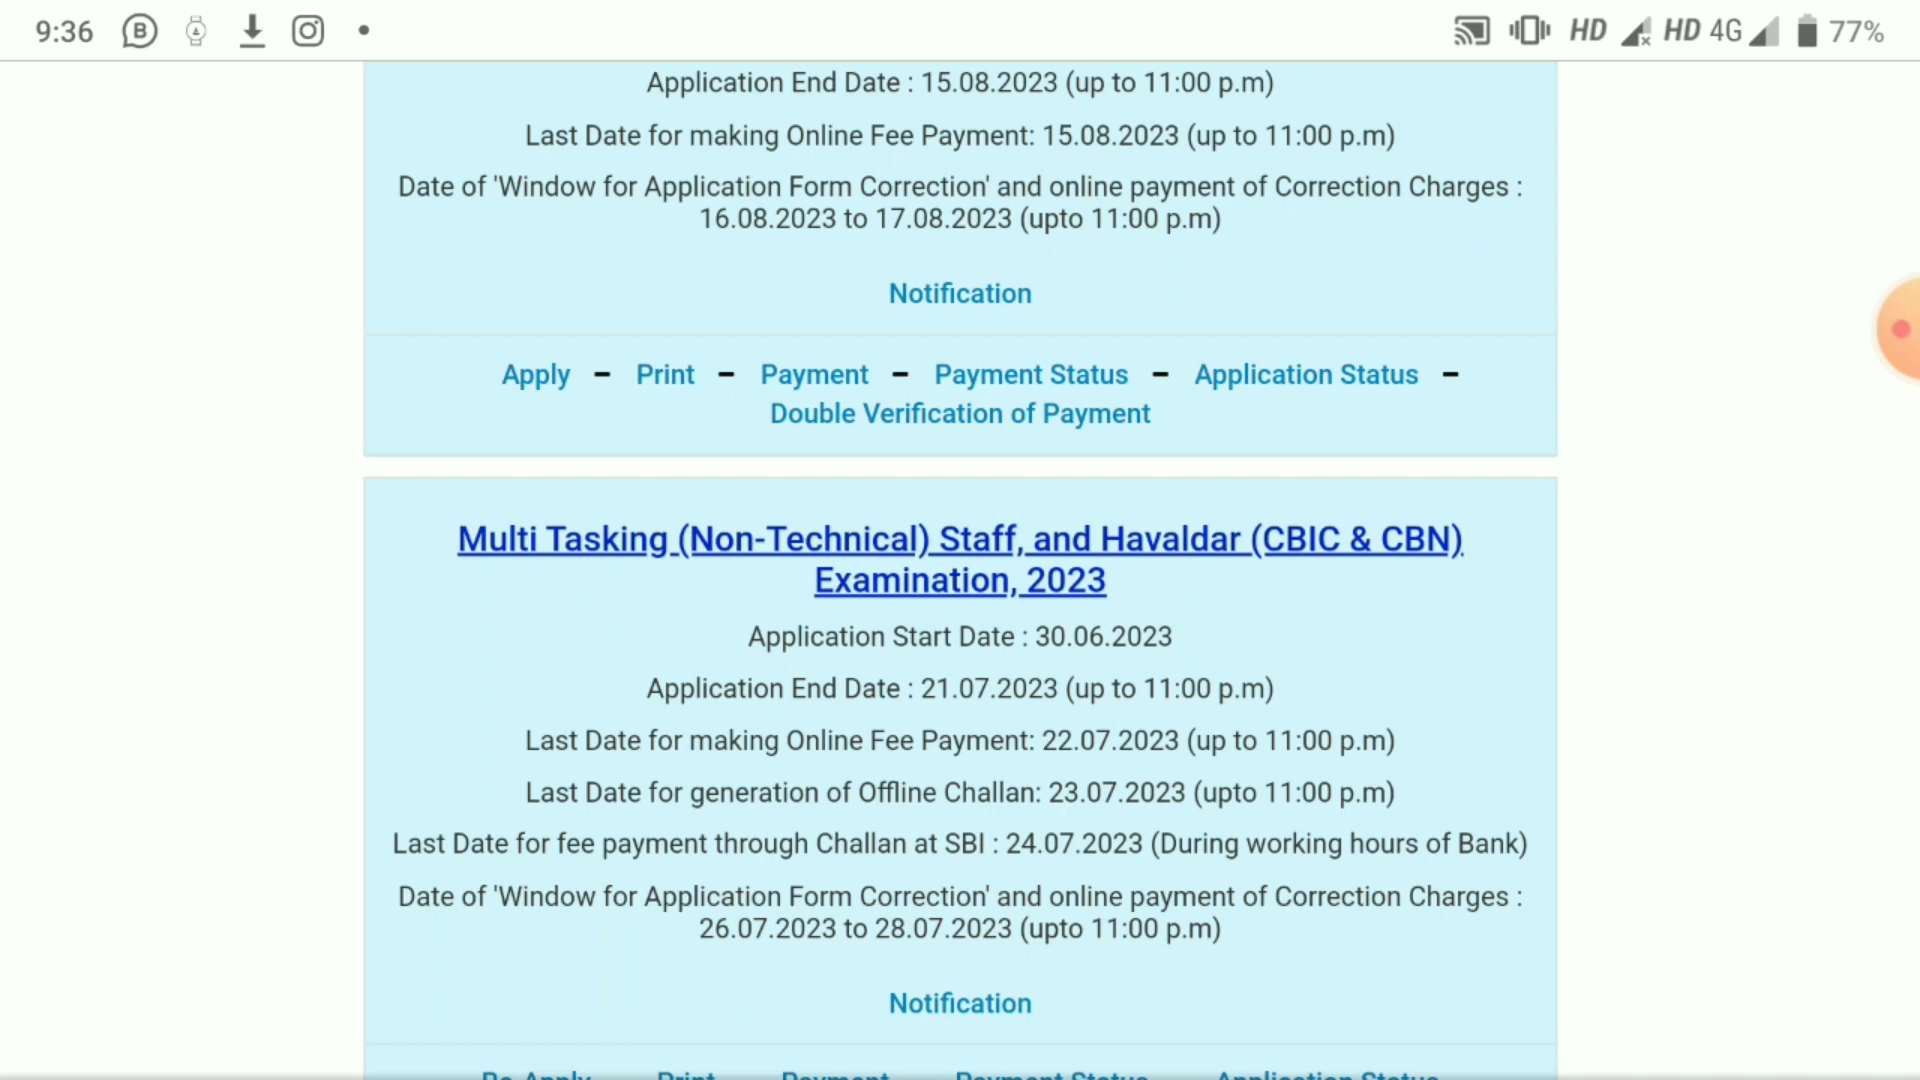 9:36 B HD HD 4G 77%
Application End Date : 15.08.2023 (up to 11:00 p.m)
Last Date for making Online Fee Payment: 15.08.2023 (up to 11:00 p.m)
Date of 'Window for Application Form Correction' and online payment of Correction Charges :
16.08.2023 to 17.08.2023 (upto 11:00 p.m)
Notification
Apply – Print – Payment – Payment Status – Application Status –
Double Verification of Payment
Multi Tasking (Non-Technical) Staff, and Havaldar (CBIC & CBN)
Examination, 2023
Application Start Date : 30.06.2023
Application End Date : 21.07.2023 (up to 11:00 p.m)
Last Date for making Online Fee Payment: 22.07.2023 (up to 11:00 p.m)
Last Date for generation of Offline Challan: 23.07.2023 (upto 11:00 p.m)
Last Date for fee payment through Challan at SBI : 24.07.2023 (During working hours of Bank)
Date of 'Window for Application Form Correction' and online payment of Correction Charges :
26.07.2023 to 28.07.2023 (upto 11:00 p.m)
Notification
Re-Apply Print Payment Payment Status Application Status